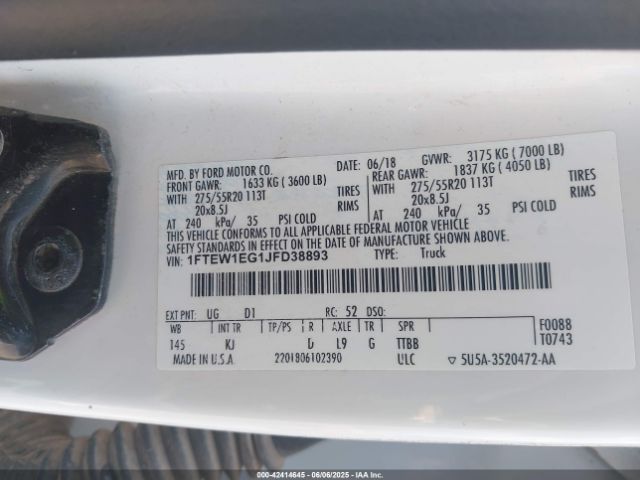 MFD. BY FORD MOTOR CO.
DATE: 06/18 GVWR: 3175 KG ( 7000 LB)
FRONT GAWR: 1633 KG ( 3600 LB) REAR GAWR: 1837 KG ( 4050 LB)
WITH 275/55R20 113T TIRES WITH 275/55R20 113T TIRES
20x8.5J RIMS 20x8.5J RIMS
AT 240 kPa/ 35 PSI COLD AT 240 kPa/ 35 PSI COLD
THIS VEHICLE CONFORMS TO ALL APPLICABLE FEDERAL MOTOR VEHICLE
SAFETY STANDARDS IN EFFECT ON THE DATE OF MANUFACTURE SHOWN ABOVE.
VIN: 1FTEW1EG1JFD38893 TYPE: Truck
EXT PNT: UG D1 RC: 52 DSO: F0088
WB INT TR TP/PS R AXLE TR SPR T0743
145 KJ D L9 G TTBB
MADE IN U.S.A. 2201806102390 ULC ▽ 5U5A-3520472-AA
000-42414645 - 06/06/2025 - IAAI.com